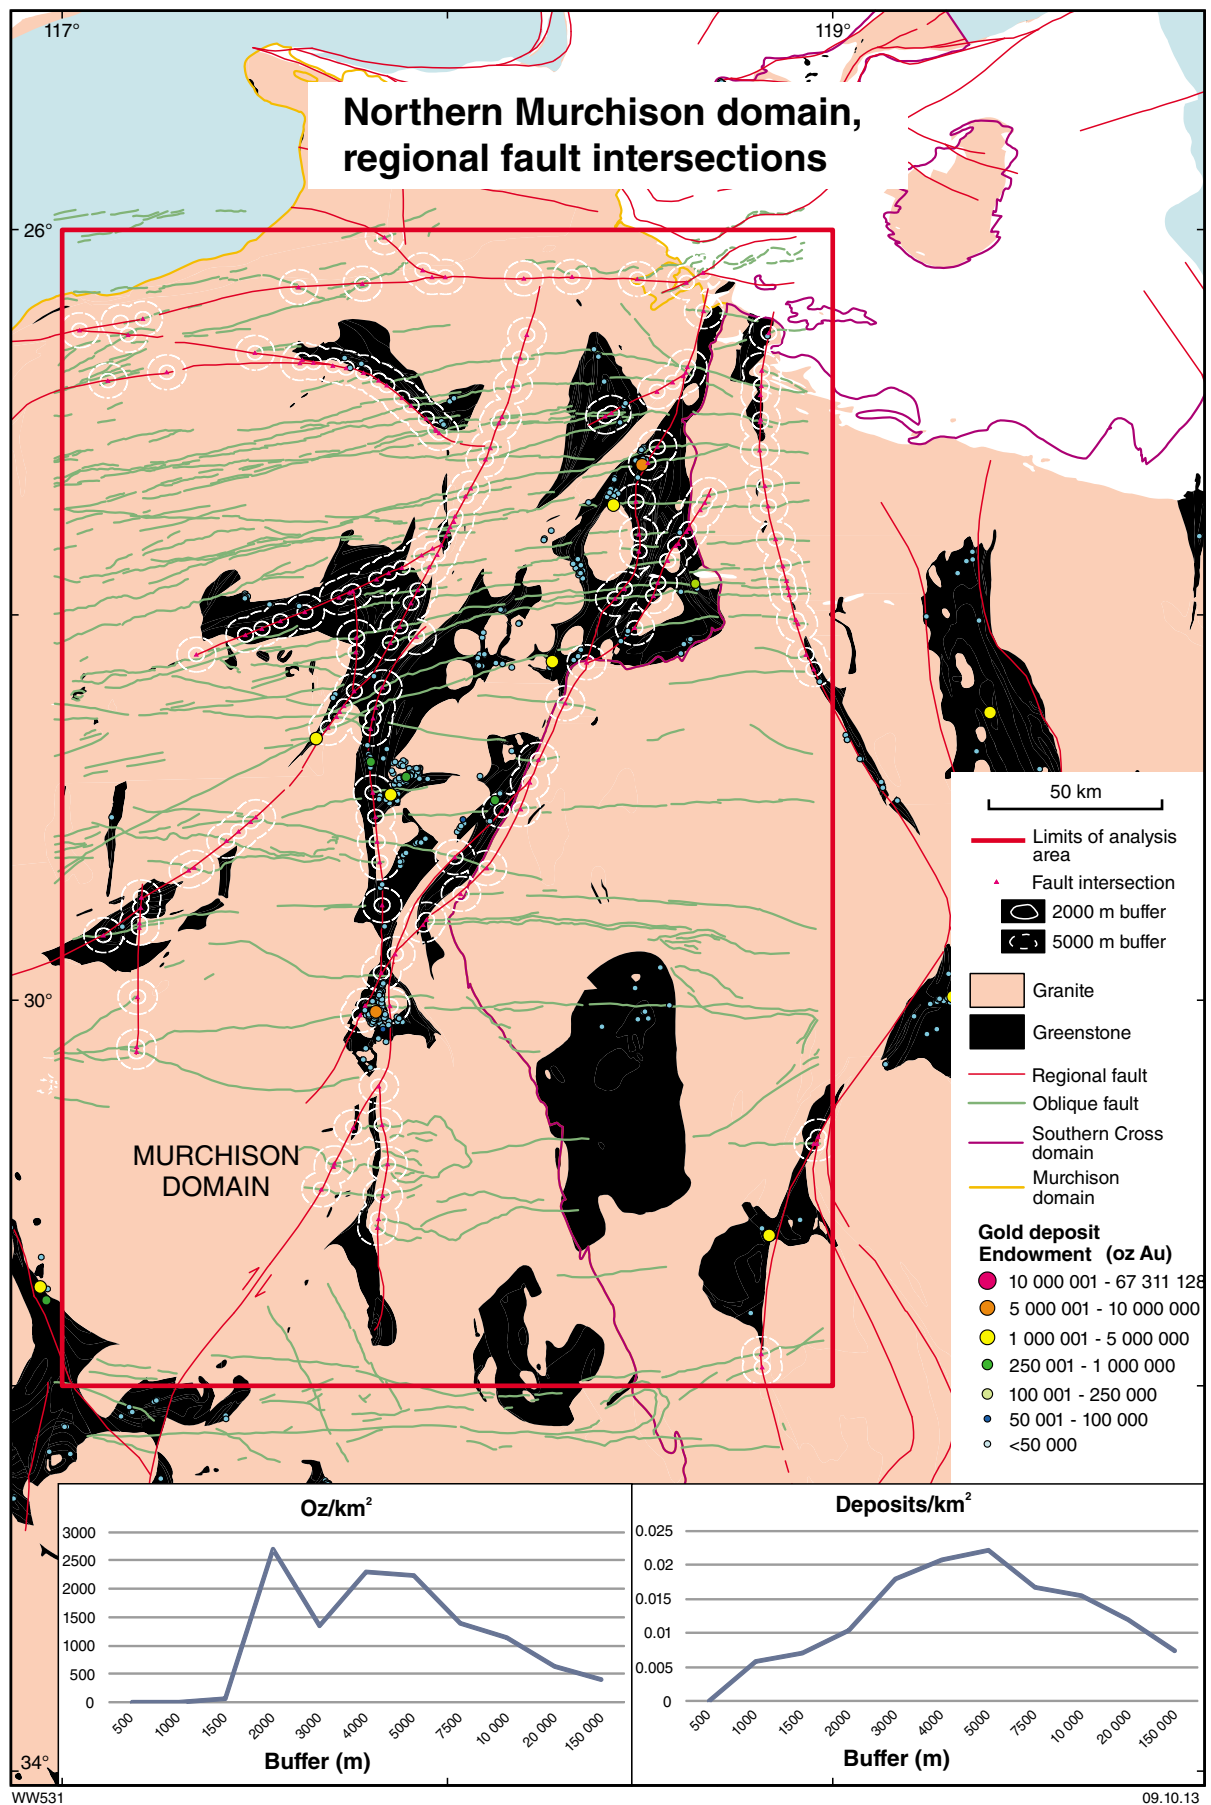 117°
119°
Northern Murchison domain,
regional fault intersections
26°
50 km
Limits of analysis
area
Fault intersection
2000 m buffer
5000 m buffer
30°
Granite
Greenstone
Regional fault
Oblique fault
Southern Cross
domain
Murchison
domain
MURCHISON
DOMAIN
Gold deposit
Endowment (oz Au)
10 000 001 - 67 311 128
5 000 001 - 10 000 000
1 000 001 - 5 000 000
250 001 - 1 000 000
100 001 - 250 000
50 001 - 100 000
<50 000
Oz/km²
3000
2500
2000
1500
1000
500
0
500
1000
1500
2000
3000
4000
5000
7500
10 000
20 000
150 000
Buffer (m)
Deposits/km²
0.025
0.02
0.015
0.01
0.005
0
500
1000
1500
2000
3000
4000
5000
7500
10 000
20 000
150 000
Buffer (m)
34°
WW531
09.10.13